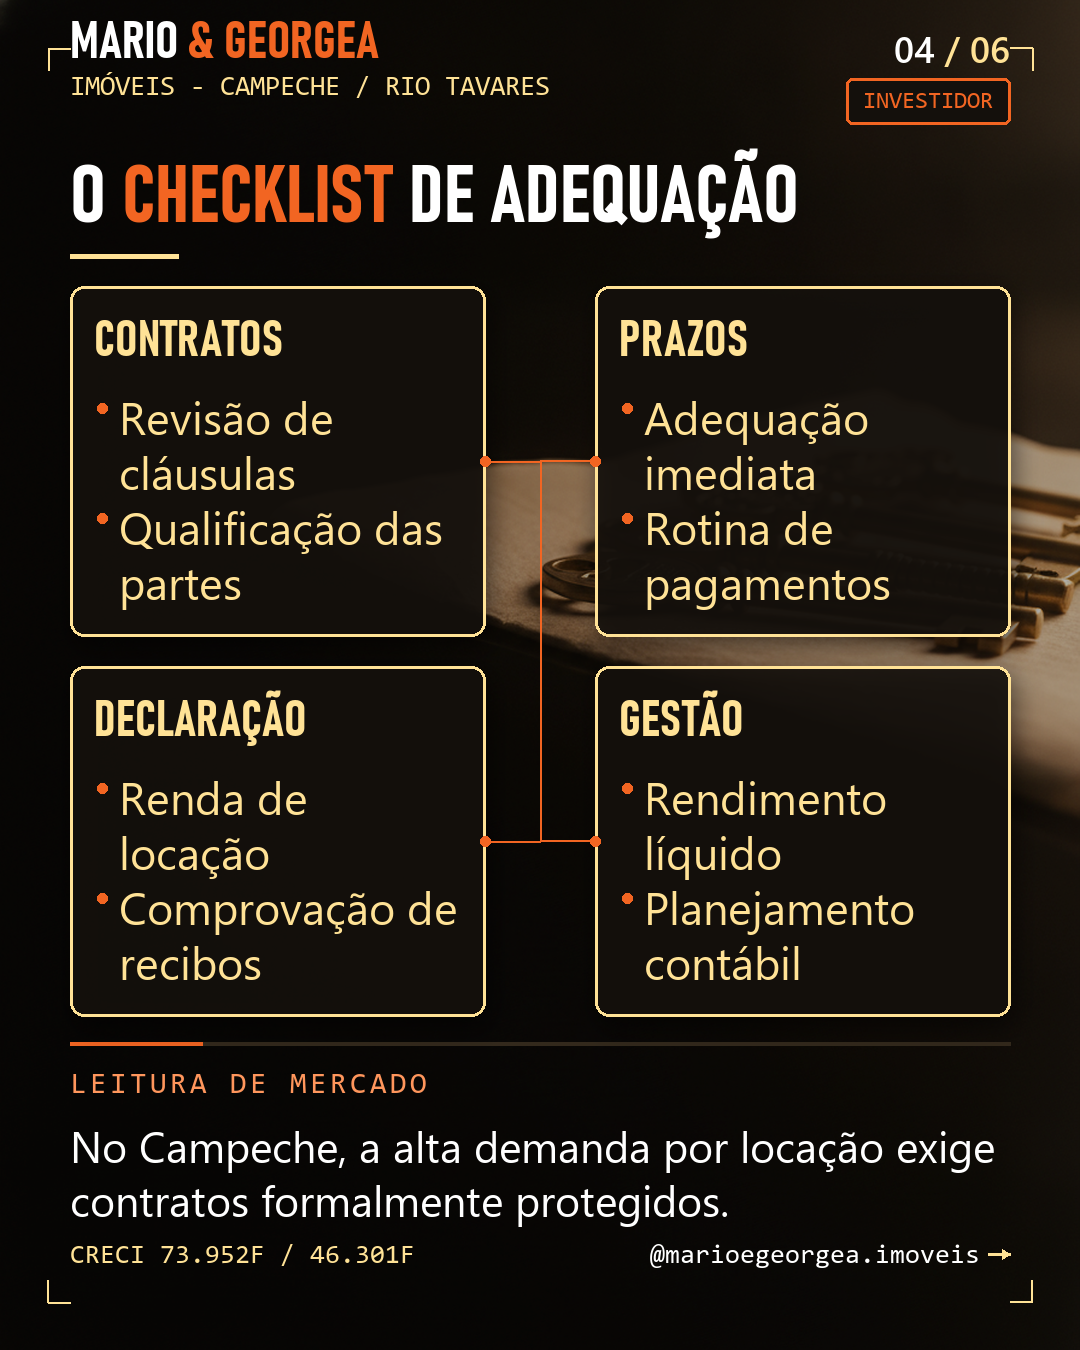 MARIO & GEORGEA
IMÓVEIS - CAMPECHE / RIO TAVARES
04 / 06
INVESTIDOR
O CHECKLIST DE ADEQUAÇÃO
CONTRATOS
• Revisão de
cláusulas
• Qualificação das
partes
PRAZOS
• Adequação
imediata
• Rotina de
pagamentos
DECLARAÇÃO
• Renda de
locação
• Comprovação de
recibos
GESTÃO
• Rendimento
líquido
• Planejamento
contábil
LEITURA DE MERCADO
No Campeche, a alta demanda por locação exige
contratos formalmente protegidos.
CRECI 73.952F / 46.301F
@marioegeorgea.imoveis →